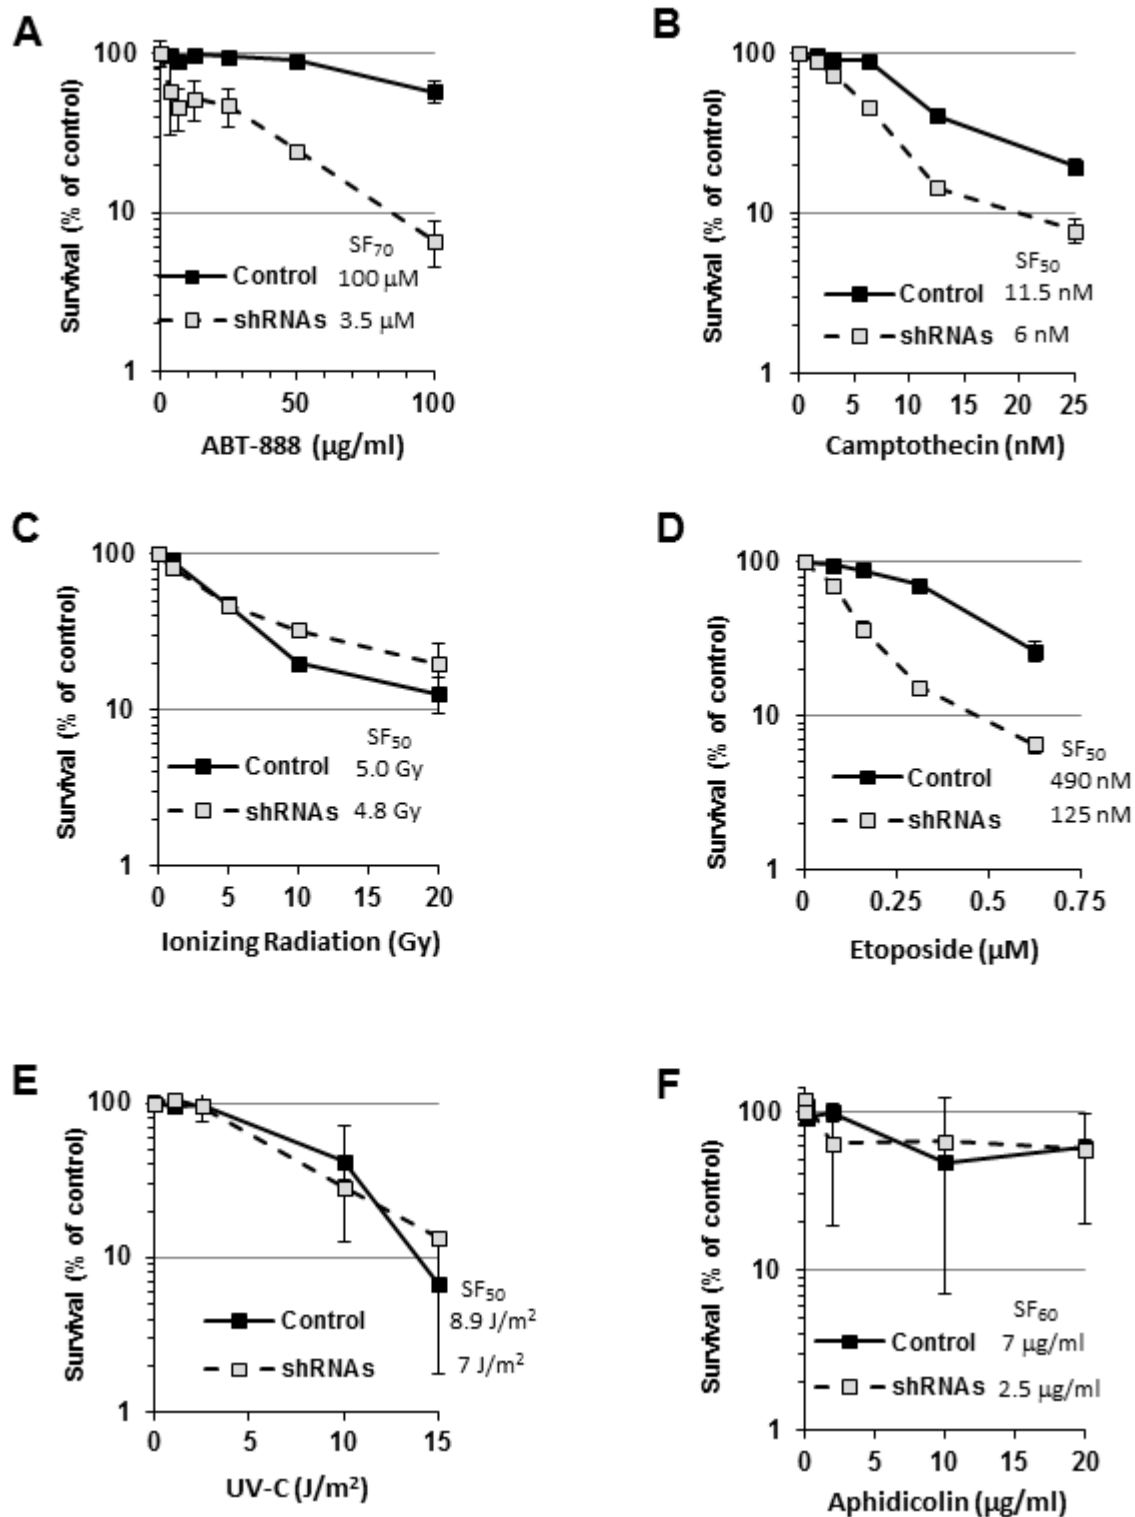 A
Survival (% of control)
100
10
1
SF70
Control 100 µM
shRNAs 3.5 µM
0 50 100
ABT-888 (µg/ml)
B
Survival (% of control)
100
10
1
SF50
Control 11.5 nM
shRNAs 6 nM
0 5 10 15 20 25
Camptothecin (nM)
C
Survival (% of control)
100
10
1
SF50
Control 5.0 Gy
shRNAs 4.8 Gy
0 5 10 15 20
Ionizing Radiation (Gy)
D
Survival (% of control)
100
10
1
SF50
Control 490 nM
shRNAs 125 nM
0 0.25 0.5 0.75
Etoposide (µM)
E
Survival (% of control)
100
10
1
SF50
Control 8.9 J/m²
shRNAs 7 J/m²
0 5 10 15
UV-C (J/m²)
F
Survival (% of control)
100
10
1
SF60
Control 7 µg/ml
shRNAs 2.5 µg/ml
0 5 10 15 20
Aphidicolin (µg/ml)